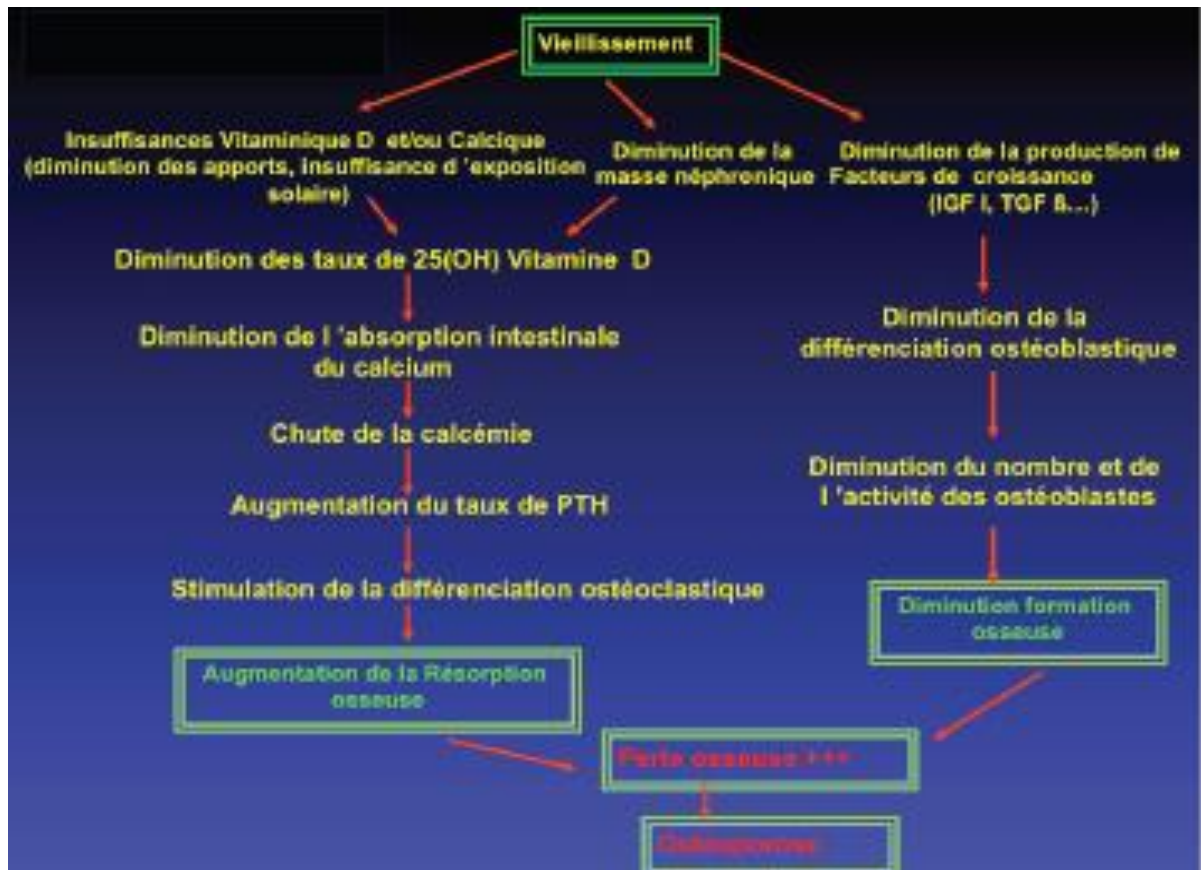 Vieillissement
Insuffisances Vitaminique D et/ou Calcique
(diminution des apports, insuffisance d 'exposition
solaire)
Diminution de la
masse néphronique
Diminution de la production de
Facteurs de croissance
(IGF I, TGF ß...)
Diminution des taux de 25(OH) Vitamine D
Diminution de l 'absorption intestinale
du calcium
Chute de la calcémie
Augmentation du taux de PTH
Stimulation de la différenciation ostéoclastique
Augmentation de la Résorption
osseuse
Diminution de la
différenciation ostéoblastique
Diminution du nombre et de
l 'activité des ostéoblastes
Diminution formation
osseuse
Perte osseuse +++
Ostéoporose